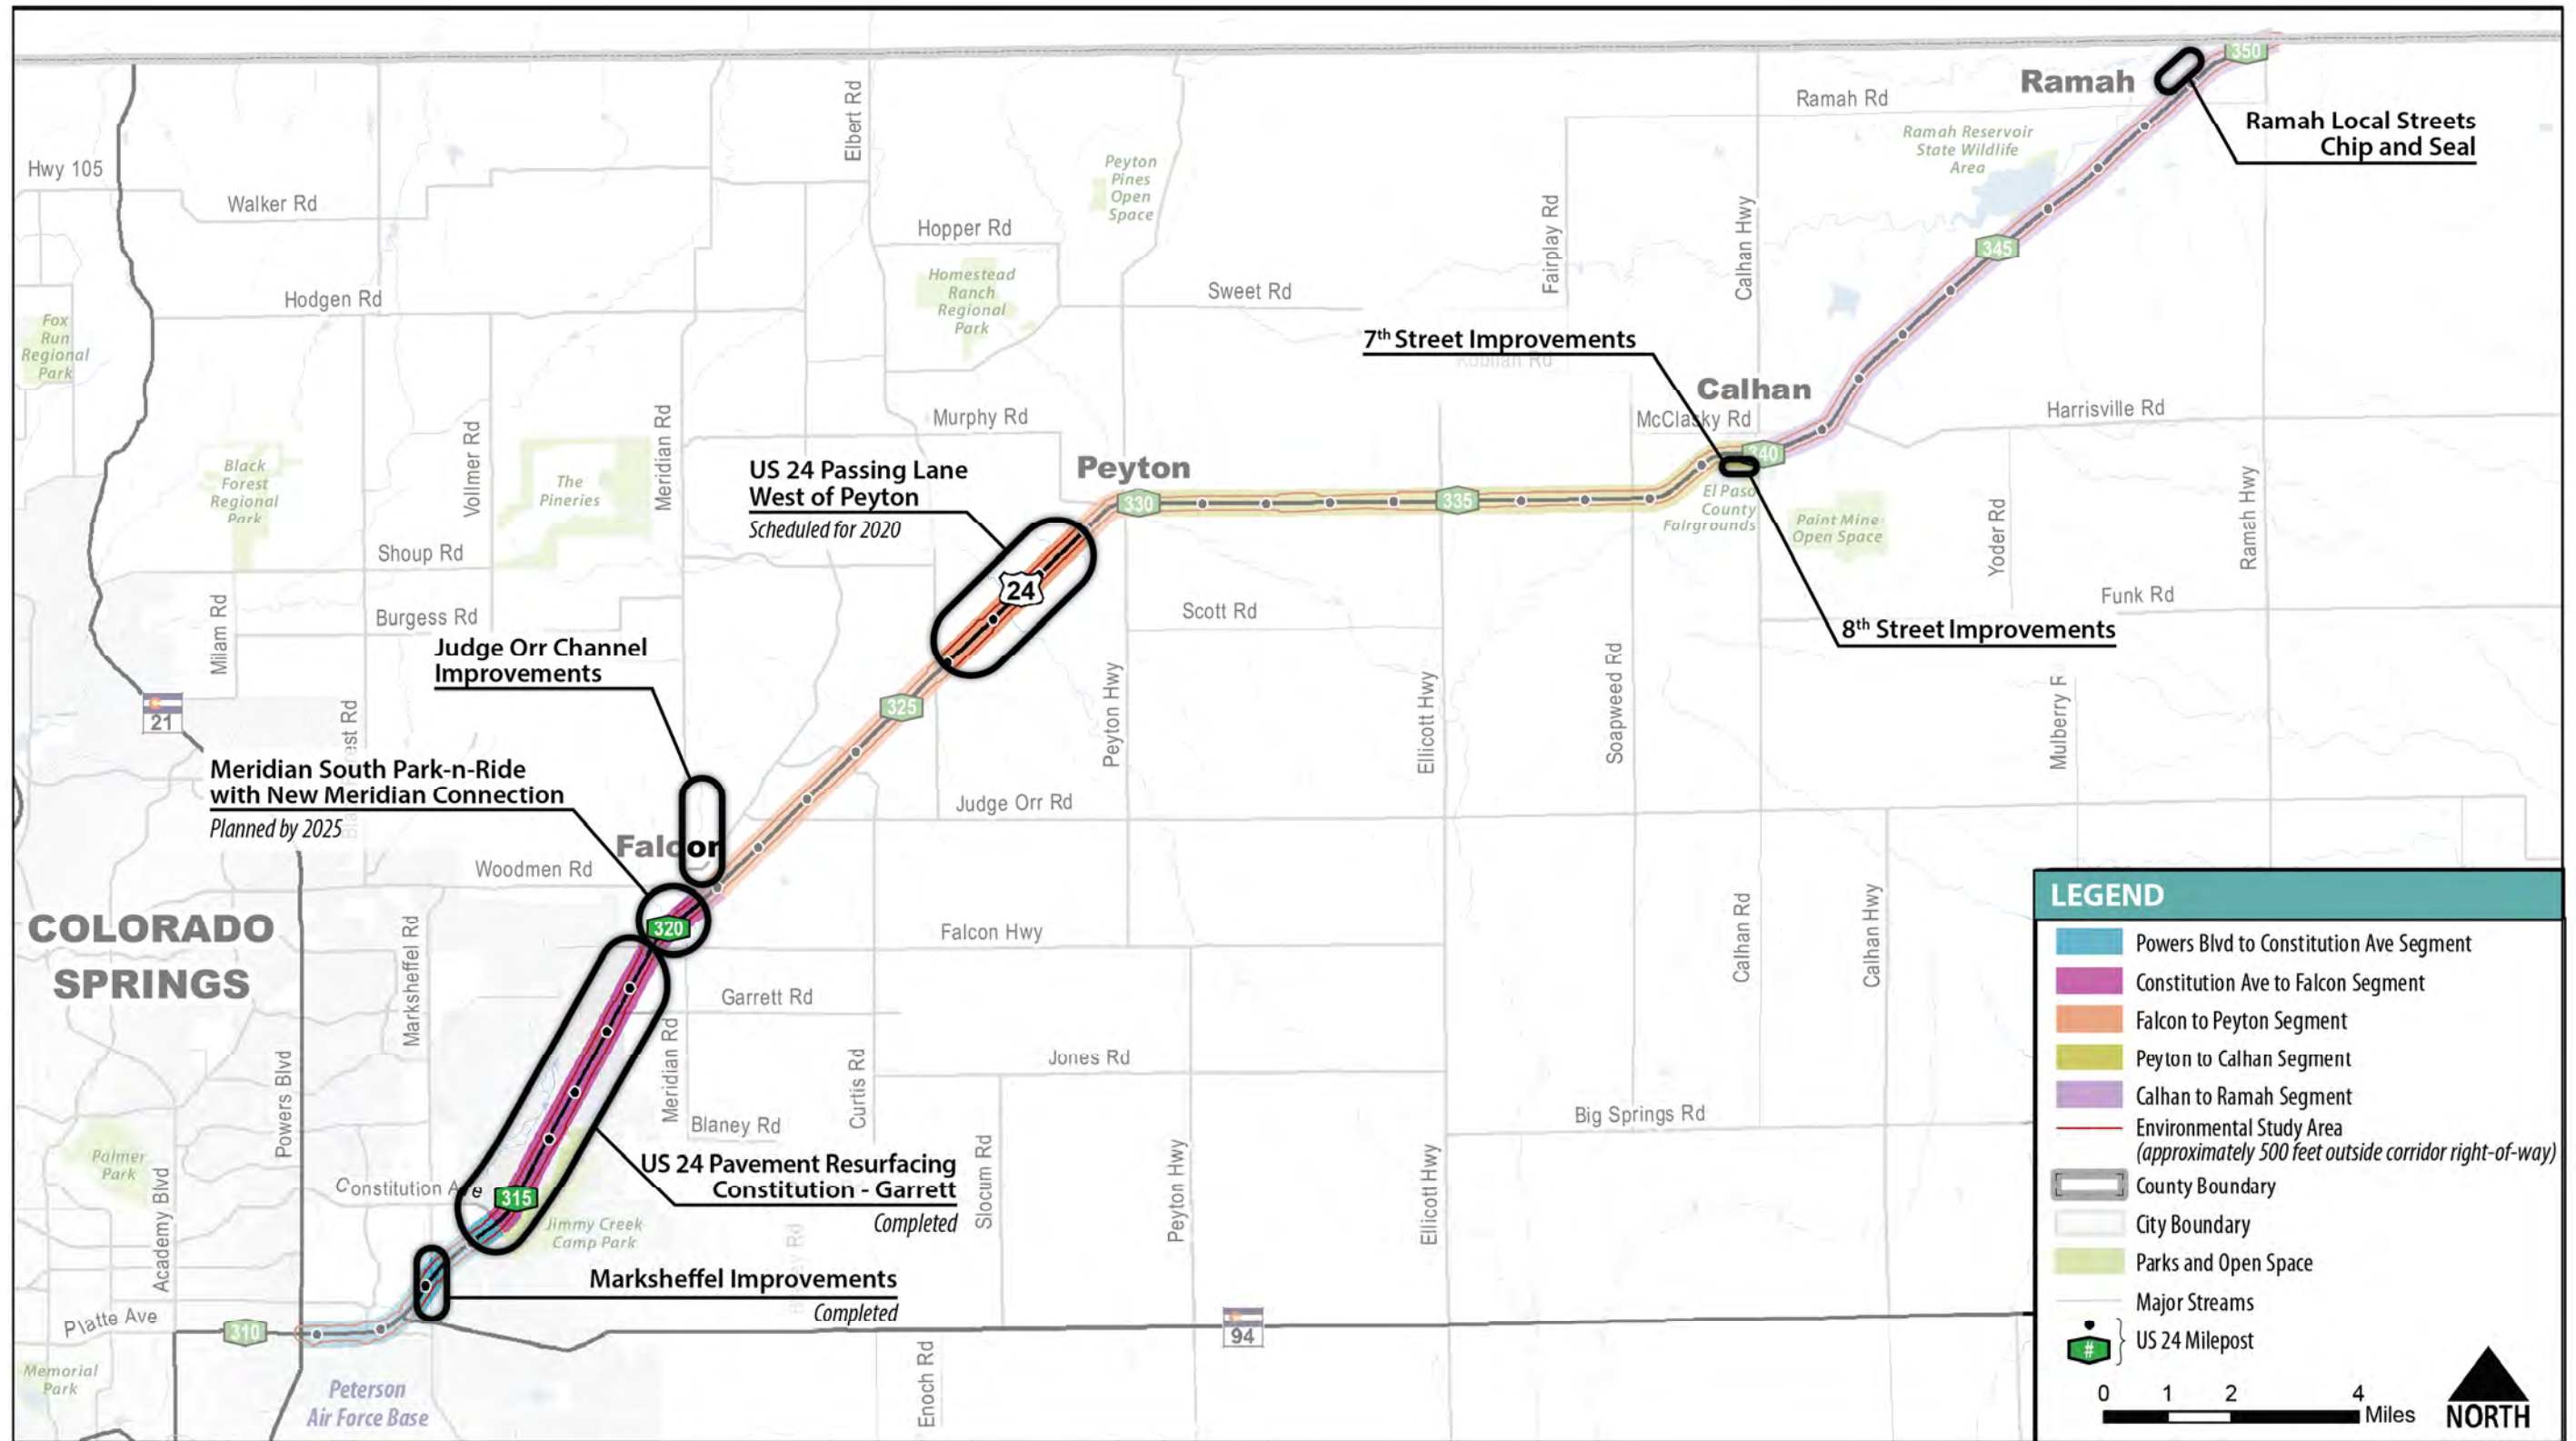 350
Ramah
Ramah Rd
Ramah Local Streets
Chip and Seal
Ramah Reservoir
State Wildlife
Area
Elbert Rd
Hwy 105
Walker Rd
Peyton
Pines
Open
Space
Hopper Rd
Fairplay Rd
Calhan Hwy
345
Homestead
Ranch
Regional
Park
Sweet Rd
Hodgen Rd
Fox
Run
Regional
Park
7th Street Improvements
Calhan
McClasky Rd
Harrisville Rd
Murphy Rd
Vollmer Rd
Meridian Rd
Black
Forest
Regional
Park
The
Pineries
US 24 Passing Lane
West of Peyton
Scheduled for 2020
Peyton
330
335
340
El Paso
County
Fairgrounds
Paint Mine
Open Space
Yoder Rd
Ramah Hwy
Shoup Rd
24
Milam Rd
Burgess Rd
Scott Rd
Funk Rd
8th Street Improvements
Judge Orr Channel
Improvements
21
325
Peyton Hwy
Ellicott Hwy
Soapweed Rd
Mulberry R
Meridian South Park-n-Ride
with New Meridian Connection
Planned by 2025
Judge Orr Rd
Falcon
Woodmen Rd
COLORADO
SPRINGS
Marksheffel Rd
320
Falcon Hwy
Calhan Rd
Calhan Hwy
Garrett Rd
Powers Blvd
Meridian Rd
Curtis Rd
Jones Rd
Blaney Rd
Big Springs Rd
Palmer
Park
Academy Blvd
Constitution Ave
315
US 24 Pavement Resurfacing
Constitution - Garrett
Completed
Slocum Rd
Peyton Hwy
Ellicott Hwy
Jimmy Creek
Camp Park
Marksheffel Improvements
Completed
Platte Ave
310
94
Memorial
Park
Peterson
Air Force Base
Enoch Rd
LEGEND
Powers Blvd to Constitution Ave Segment
Constitution Ave to Falcon Segment
Falcon to Peyton Segment
Peyton to Calhan Segment
Calhan to Ramah Segment
Environmental Study Area
(approximately 500 feet outside corridor right-of-way)
County Boundary
City Boundary
Parks and Open Space
Major Streams
#
US 24 Milepost
0 1 2 4
Miles
NORTH